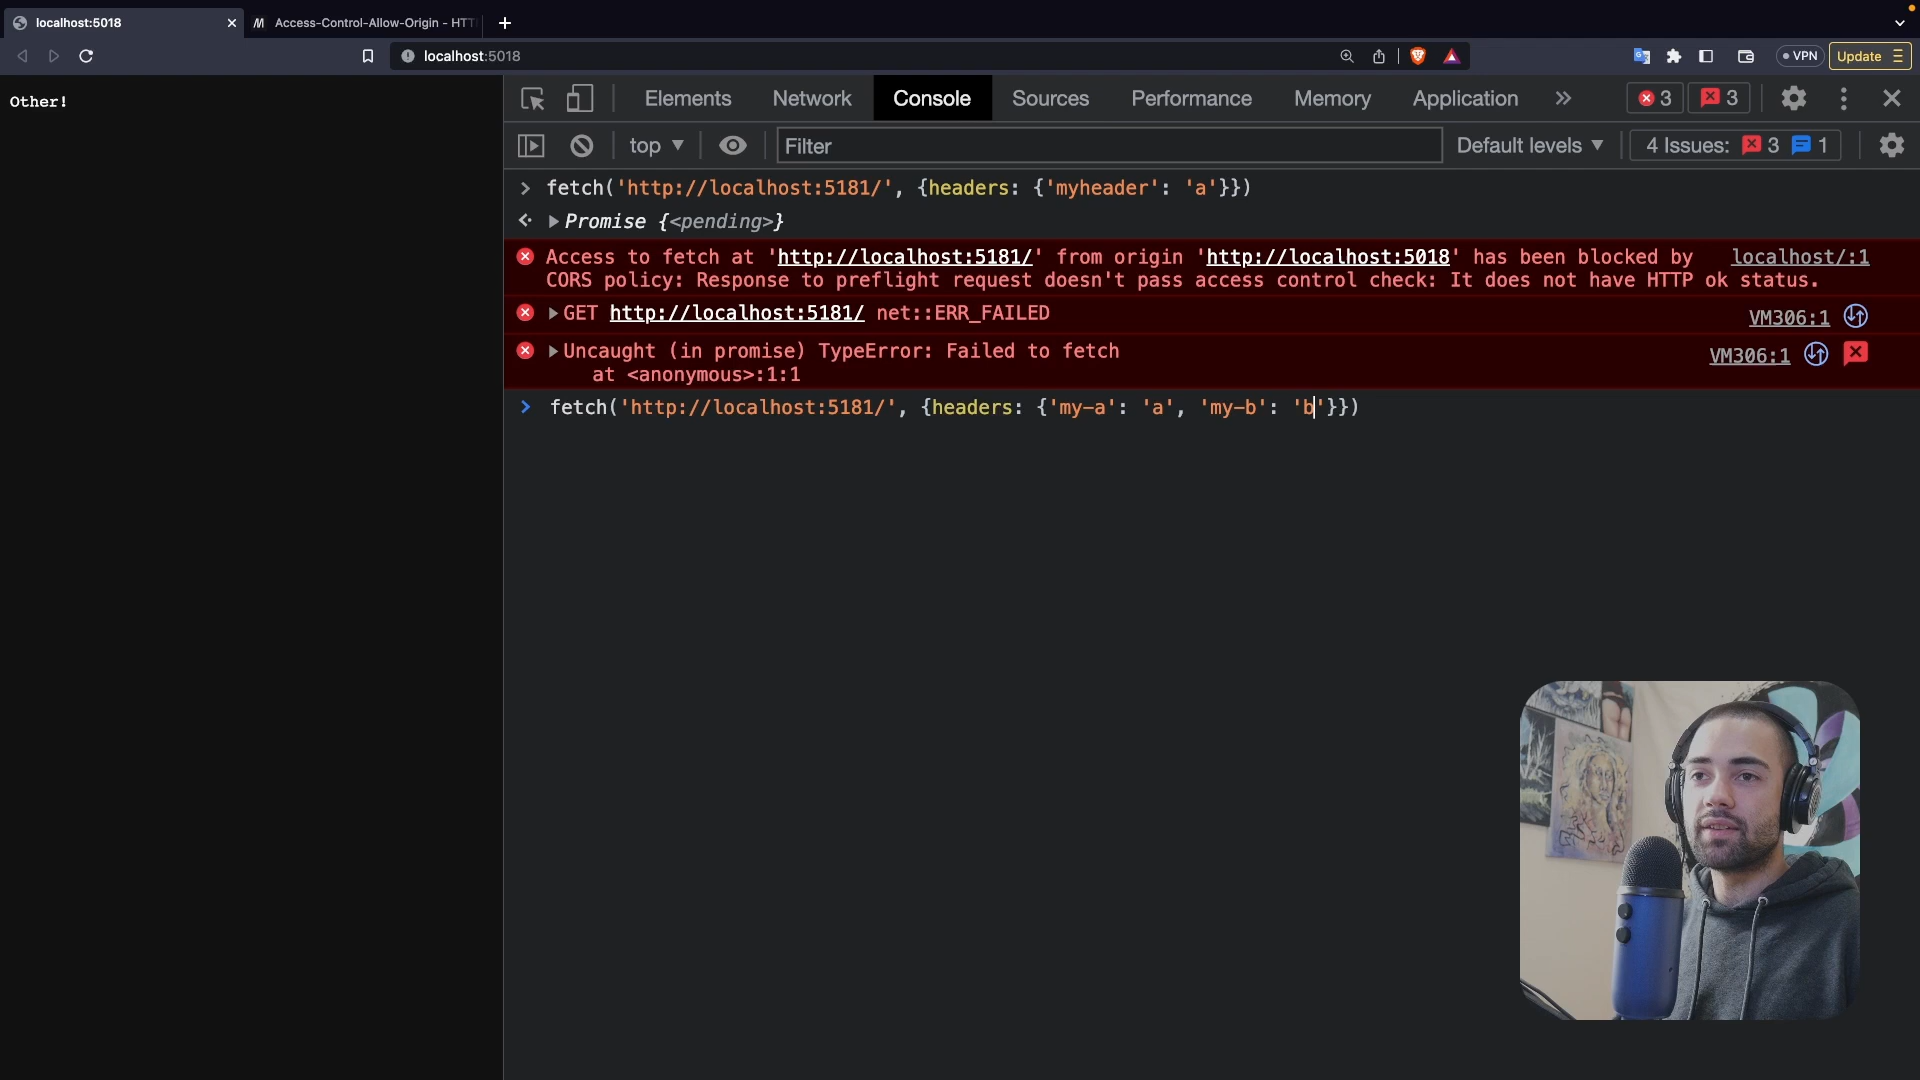 localhost:5018
Access-Control-Allow-Origin - HTT
localhost:5018
VPN
Update
Other!
Elements Network Console Sources Performance Memory Application 3 3
top Filter Default levels 4 Issues: 3 1
fetch('http://localhost:5181/', {headers: {'myheader': 'a'}})
Promise {<pending>}
Access to fetch at 'http://localhost:5181/' from origin 'http://localhost:5018' has been blocked by localhost/:1
CORS policy: Response to preflight request doesn't pass access control check: It does not have HTTP ok status.
GET http://localhost:5181/ net::ERR_FAILED VM306:1
Uncaught (in promise) TypeError: Failed to fetch VM306:1
at <anonymous>:1:1
fetch('http://localhost:5181/', {headers: {'my-a': 'a', 'my-b': 'b'}})